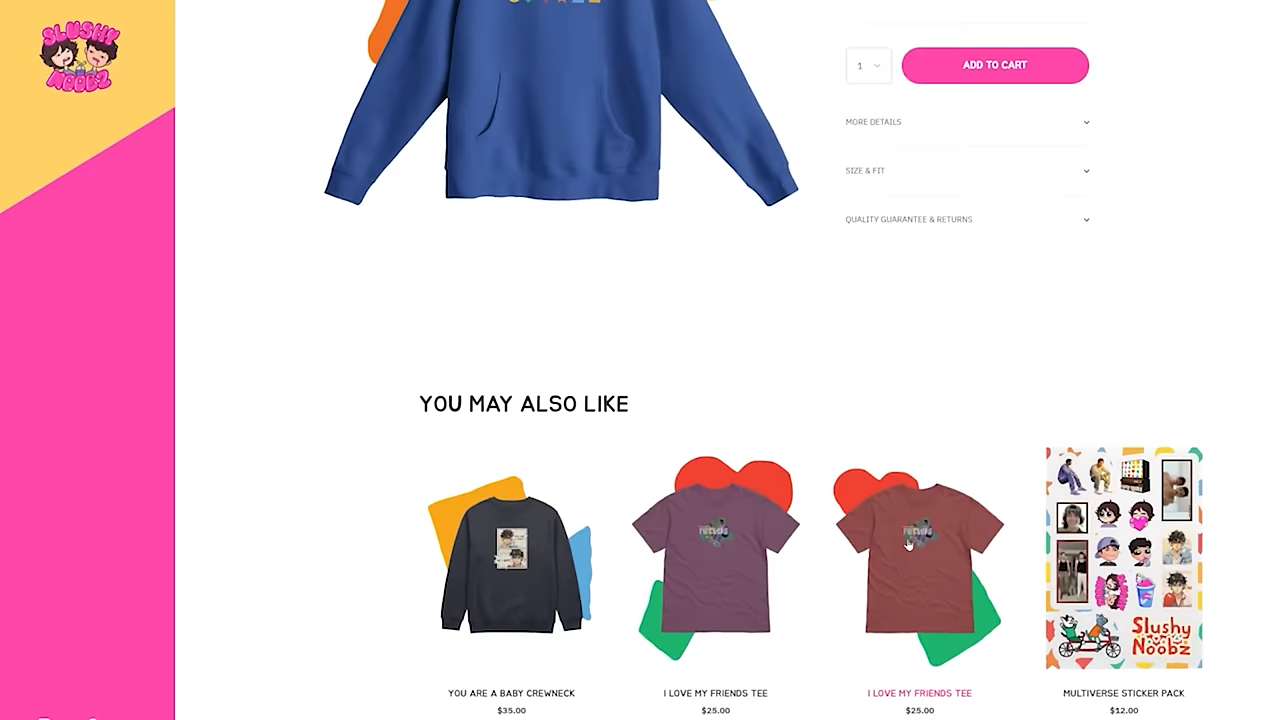 SLUSHY
NOOBZ
1
ADD TO CART
MORE DETAILS
SIZE & FIT
QUALITY GUARANTEE & RETURNS
YOU MAY ALSO LIKE
Slushy
Noobz
YOU ARE A BABY CREWNECK
$35.00
I LOVE MY FRIENDS TEE
$25.00
I LOVE MY FRIENDS TEE
$25.00
MULTIVERSE STICKER PACK
$12.00